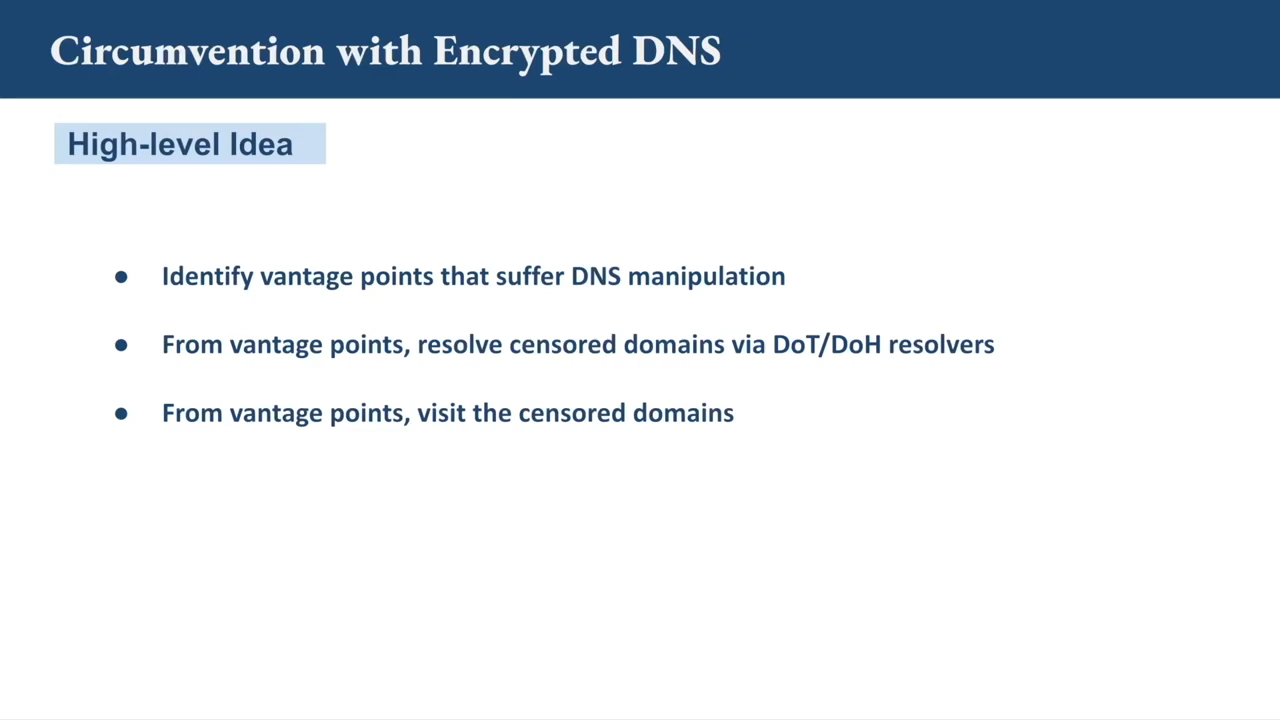 Circumvention with Encrypted DNS
High-level Idea
● Identify vantage points that suffer DNS manipulation
● From vantage points, resolve censored domains via DoT/DoH resolvers
● From vantage points, visit the censored domains